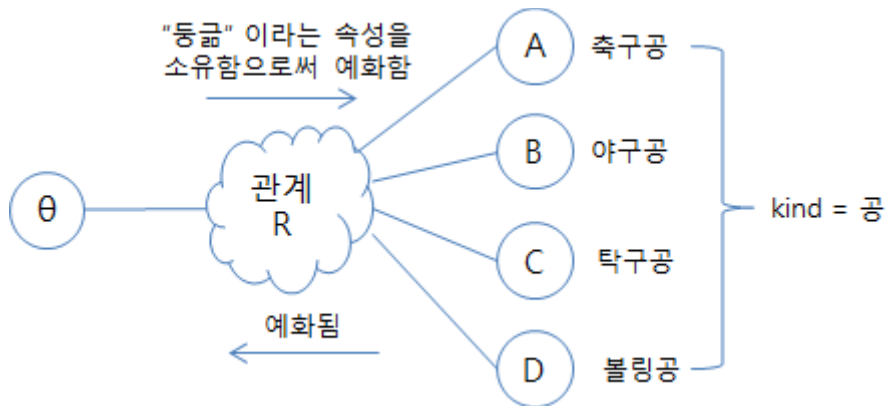 "둥긂" 이라는 속성을
소유함으로써 예화함
A 축구공
B 야구공
관계
R
θ
kind = 공
C 탁구공
예화됨
D 볼링공